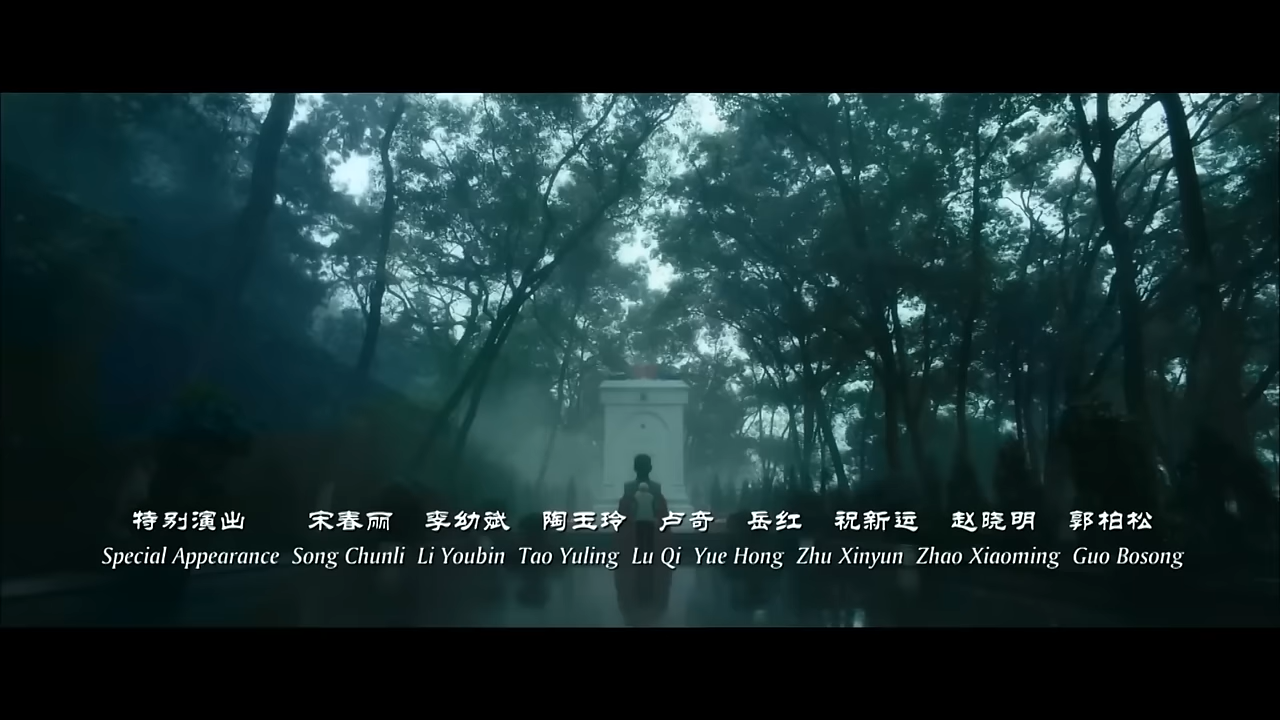 特别演出 宋春丽 李幼斌 陶玉玲 卢奇 岳红 祝新运 赵晓明 郭柏松
Special Appearance Song Chunli Li Youbin Tao Yuling Lu Qi Yue Hong Zhu Xinyun Zhao Xiaoming Guo Bosong